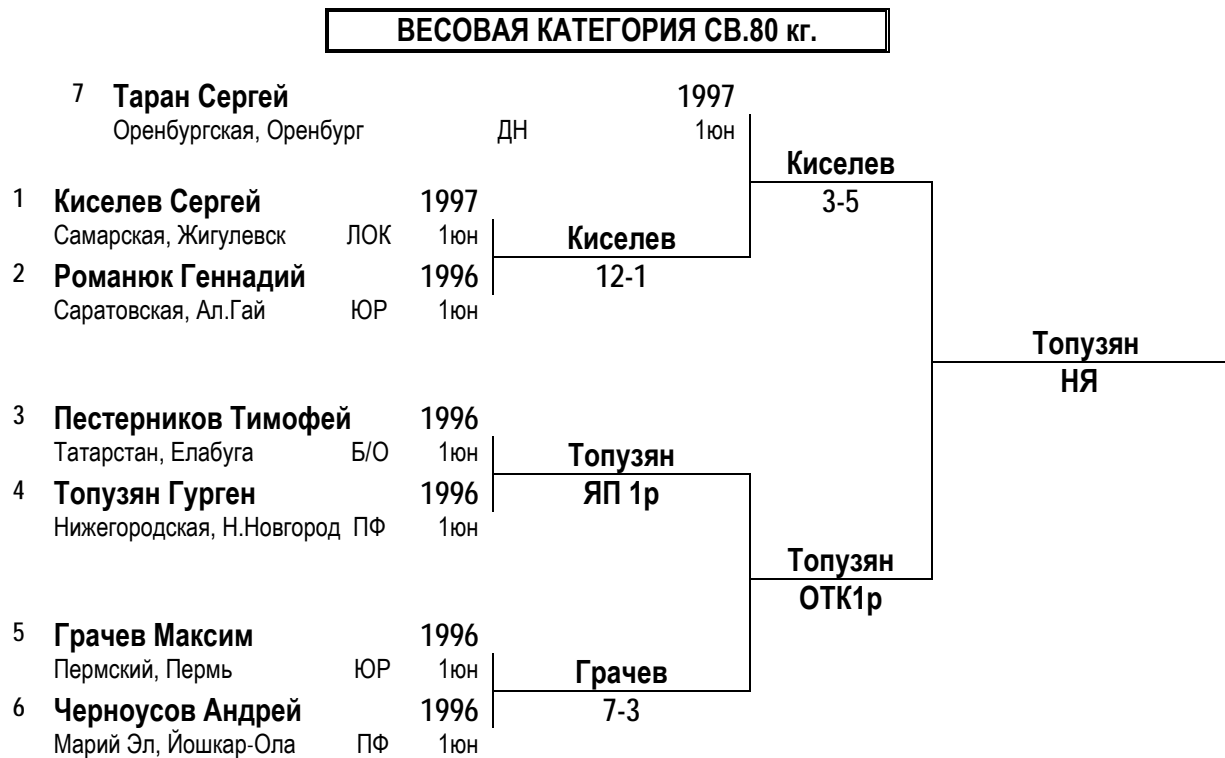 ВЕСОВАЯ КАТЕГОРИЯ СВ.80 кг.
7 Таран Сергей 1997
Оренбургская, Оренбург ДН 1юн
Киселев
3-5
1 Киселев Сергей 1997
Самарская, Жигулевск ЛОК 1юн
Киселев
12-1
2 Романюк Геннадий 1996
Саратовская, Ал.Гай ЮР 1юн
Топузян
НЯ
3 Пестерников Тимофей 1996
Татарстан, Елабуга Б/О 1юн
Топузян
ЯП 1р
4 Топузян Гурген 1996
Нижегородская, Н.Новгород ПФ 1юн
Топузян
ОТК1р
5 Грачев Максим 1996
Пермский, Пермь ЮР 1юн
Грачев
7-3
6 Черноусов Андрей 1996
Марий Эл, Йошкар-Ола ПФ 1юн